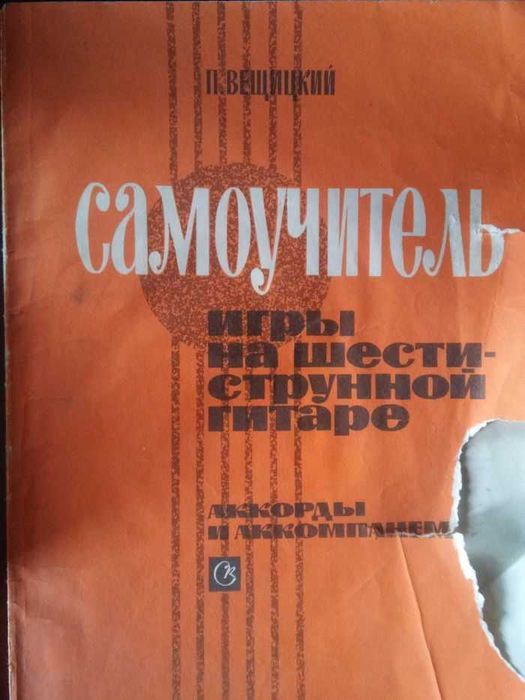 П. ВЕЩИЦКИЙ
САМОУЧИТЕЛЬ
ИГРЫ
НА ШЕСТИ-
СТРУННОЙ
ГИТАРЕ
АККОРДЫ
И АККОМПАНЕМ